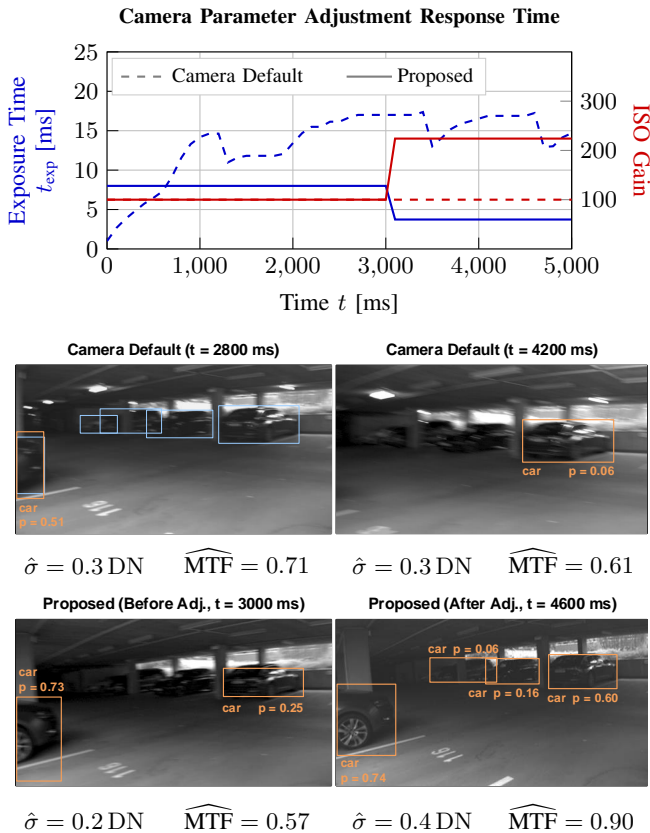 Camera Parameter Adjustment Response Time
25
20
15
10
5
0
Exposure Time
t_exp [ms]
Camera Default
Proposed
300
200
100
ISO Gain
0
1,000
2,000
3,000
4,000
5,000
Time t [ms]
Camera Default (t = 2800 ms)
Camera Default (t = 4200 ms)
car
p = 0.51
911
car p = 0.06
σ̂ = 0.3 DN
M͡TF = 0.71
σ̂ = 0.3 DN
M͡TF = 0.61
Proposed (Before Adj., t = 3000 ms)
Proposed (After Adj., t = 4600 ms)
car
p = 0.73
car p = 0.25
car p = 0.06
car p = 0.16
car p = 0.60
car
p = 0.74
σ̂ = 0.2 DN
M͡TF = 0.57
σ̂ = 0.4 DN
M͡TF = 0.90